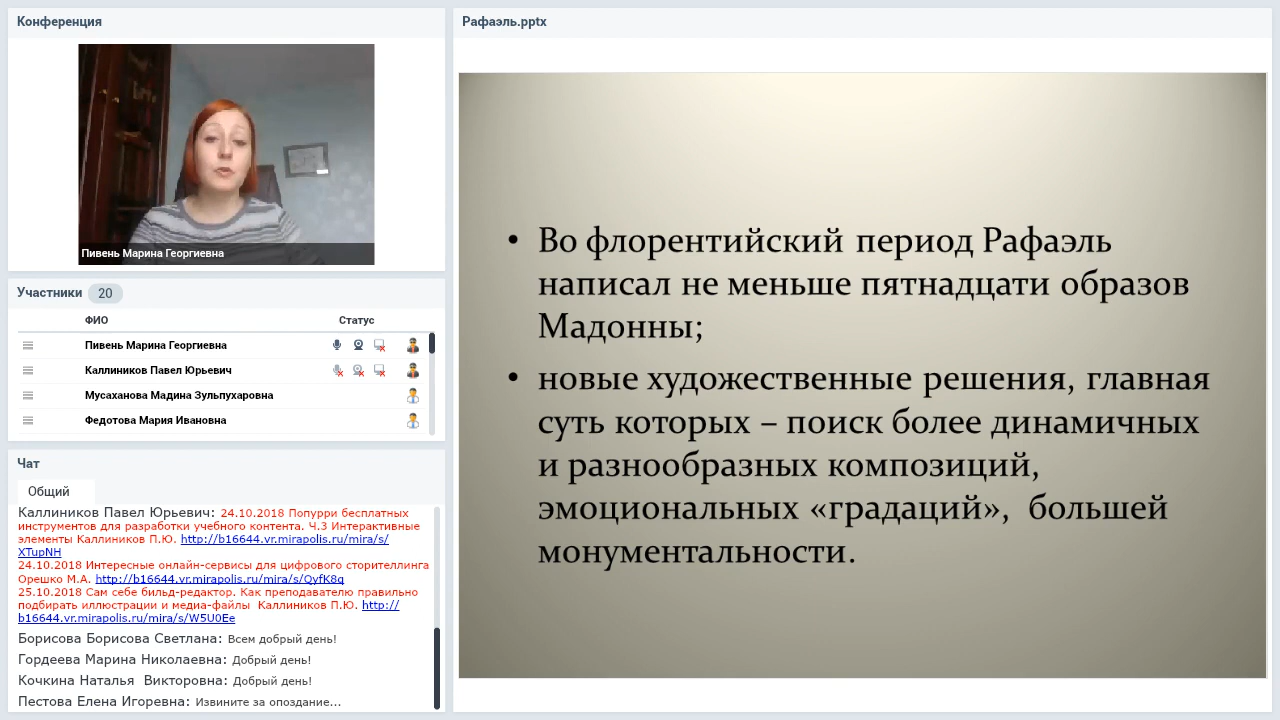 Конференция
Пивень Марина Георгиевна
Участники 20
ФИО Статус
Пивень Марина Георгиевна
Каллиников Павел Юрьевич
Мусаханова Мадина Зульпухаровна
Федотова Мария Ивановна
Чат
Общий
Каллиников Павел Юрьевич: 24.10.2018 Попурри бесплатных
инструментов для разработки учебного контента. Ч.3 Интерактивные
элементы Каллиников П.Ю. http://b16644.vr.mirapolis.ru/mira/s/
XTupNH
24.10.2018 Интересные онлайн-сервисы для цифрового сторителлинга
Орешко М.А. http://b16644.vr.mirapolis.ru/mira/s/QyfK8q
25.10.2018 Сам себе бильд-редактор. Как преподавателю правильно
подбирать иллюстрации и медиа-файлы Каллиников П.Ю. http://
b16644.vr.mirapolis.ru/mira/s/W5U0Ee
Борисова Борисова Светлана: Всем добрый день!
Гордеева Марина Николаевна: Добрый день!
Кочкина Наталья Викторовна: Добрый день!
Пестова Елена Игоревна: Извините за опоздание...
Рафаэль.pptx
• Во флорентийский период Рафаэль
написал не меньше пятнадцати образов
Мадонны;
• новые художественные решения, главная
суть которых – поиск более динамичных
и разнообразных композиций,
эмоциональных «градаций», большей
монументальности.